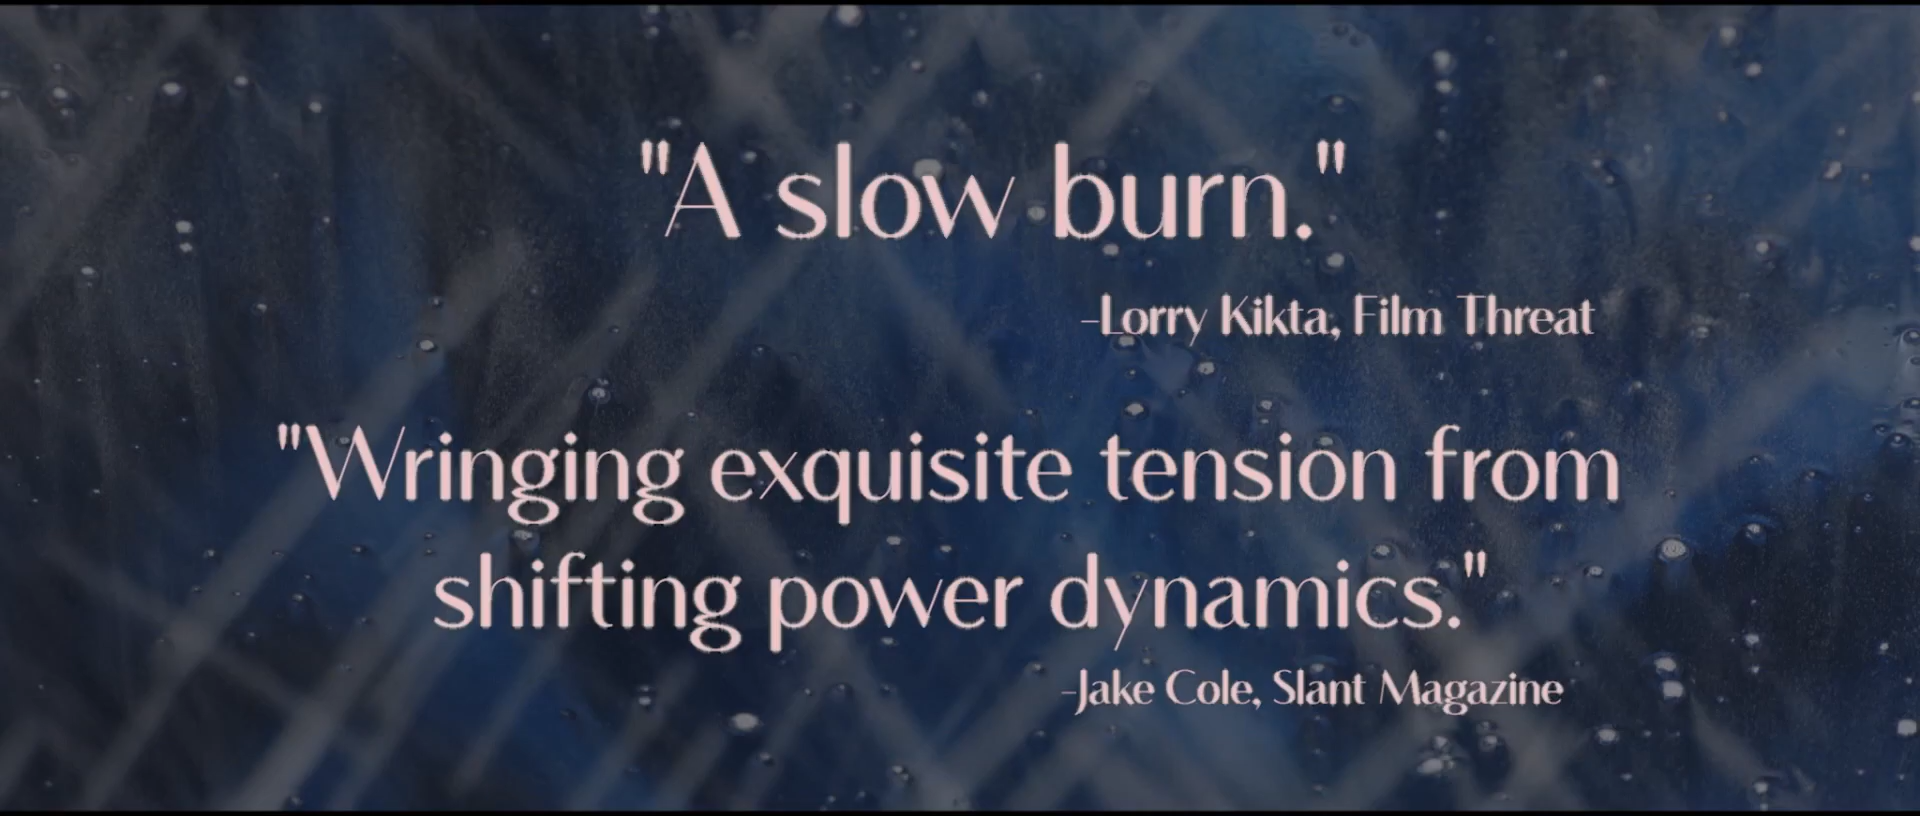 "A slow burn."
-Lorry Kikta, Film Threat
"Wringing exquisite tension from
shifting power dynamics."
-Jake Cole, Slant Magazine